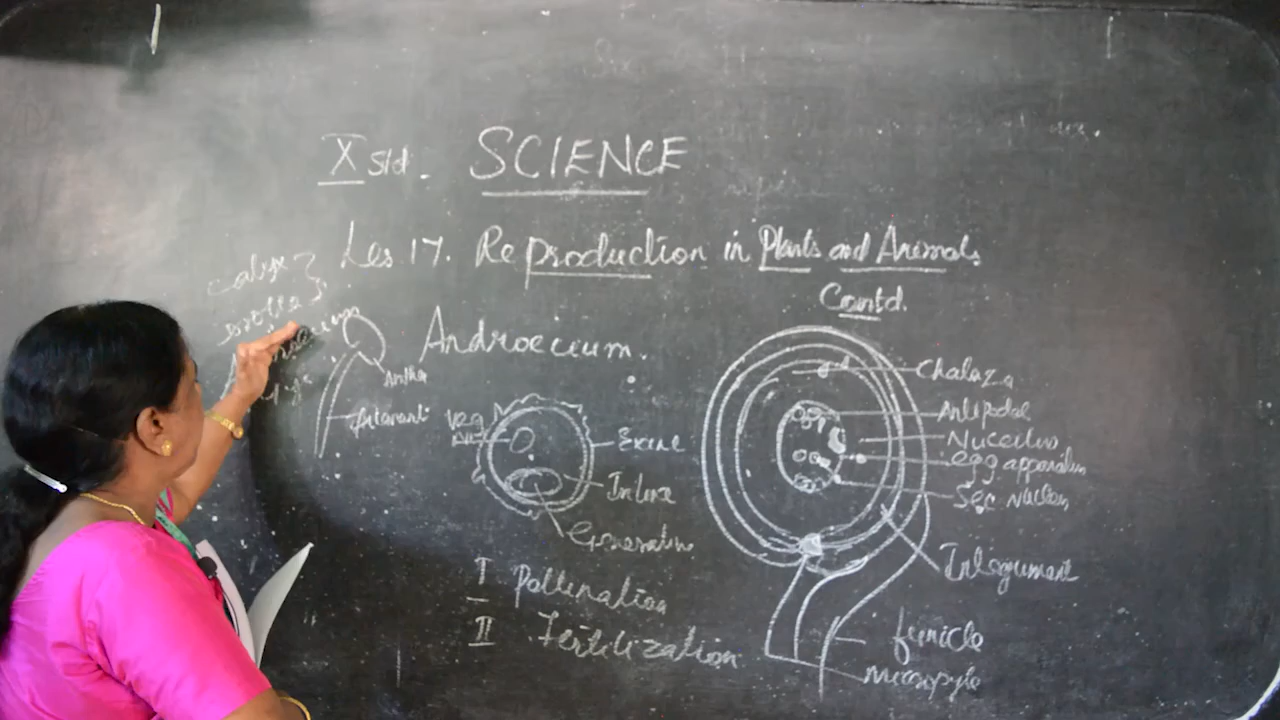 X Std. SCIENCE
Les 17. Reproduction in Plants and Animals
Contd.
calyx
Androecium.
Anther
Filament
Veg
Exine
Intine
Generative
I Pollination
II Fertilization
Chalaza
Antipodal
Nucellus
egg apparatus
Sec Nucleus
Integument
funicle
micropyle